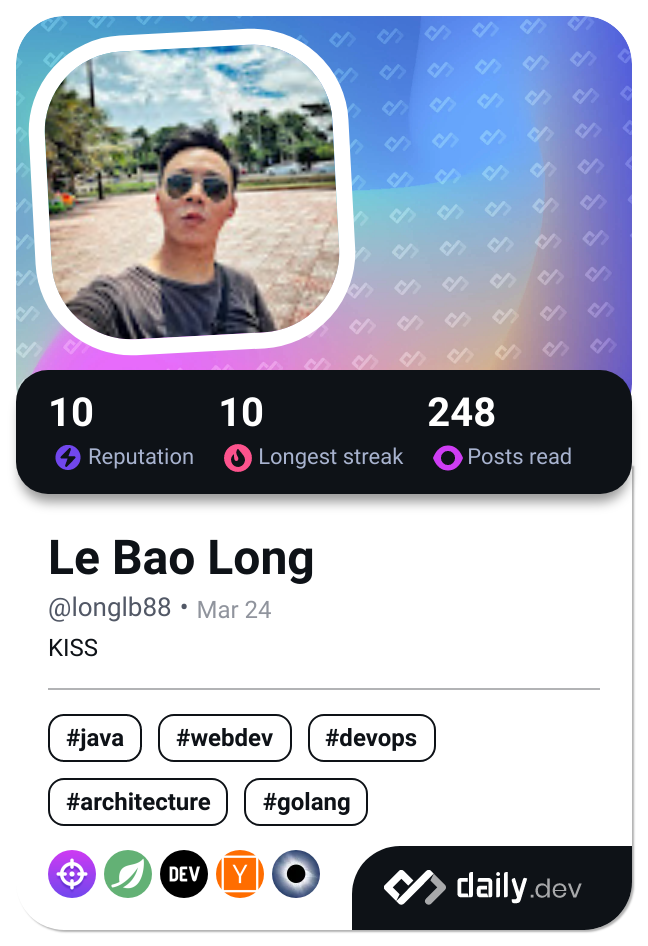 10 10 248
Reputation Longest streak Posts read
Le Bao Long
@longlb88 • Mar 24
KISS
#java #webdev #devops
#architecture #golang
DEV Y
daily.dev